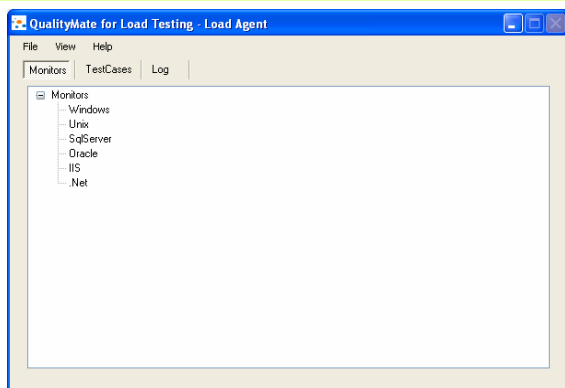 QualityMate for Load Testing - Load Agent
File View Help
Monitors TestCases Log
Monitors
Windows
Unix
SqlServer
Oracle
IIS
.Net